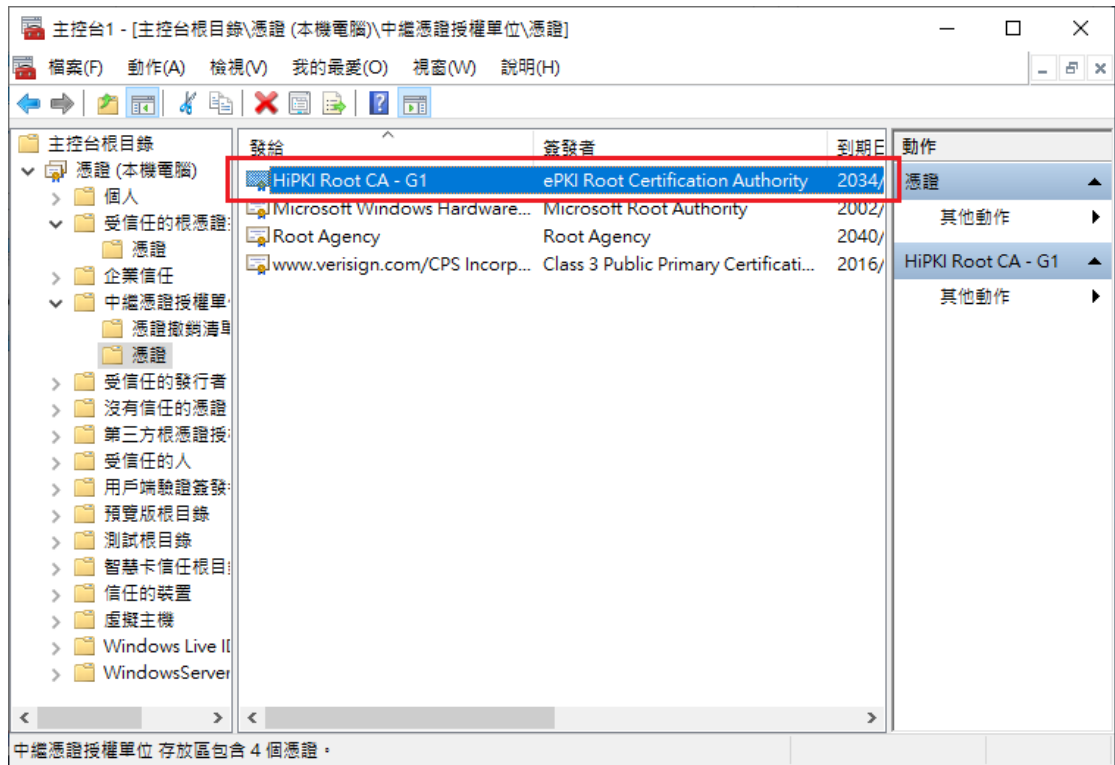 主控台1 - [主控台根目錄\憑證 (本機電腦)\中繼憑證授權單位\憑證]
檔案(F) 動作(A) 檢視(V) 我的最愛(O) 視窗(W) 說明(H)
主控台根目錄
憑證 (本機電腦)
個人
受信任的根憑證
憑證
企業信任
中繼憑證授權單
憑證撤銷清單
憑證
受信任的發行者
沒有信任的憑證
第三方根憑證授
受信任的人
用戶端驗證簽發
預覽版根目錄
測試根目錄
智慧卡信任根目
信任的裝置
虛擬主機
Windows Live I
WindowsServer
發給 簽發者 到期日
HiPKI Root CA - G1 ePKI Root Certification Authority 2034/
Microsoft Windows Hardware... Microsoft Root Authority 2002/
Root Agency Root Agency 2040/
www.verisign.com/CPS Incorp... Class 3 Public Primary Certificati... 2016/
動作
憑證
其他動作
HiPKI Root CA - G1
其他動作
中繼憑證授權單位 存放區包含 4 個憑證。